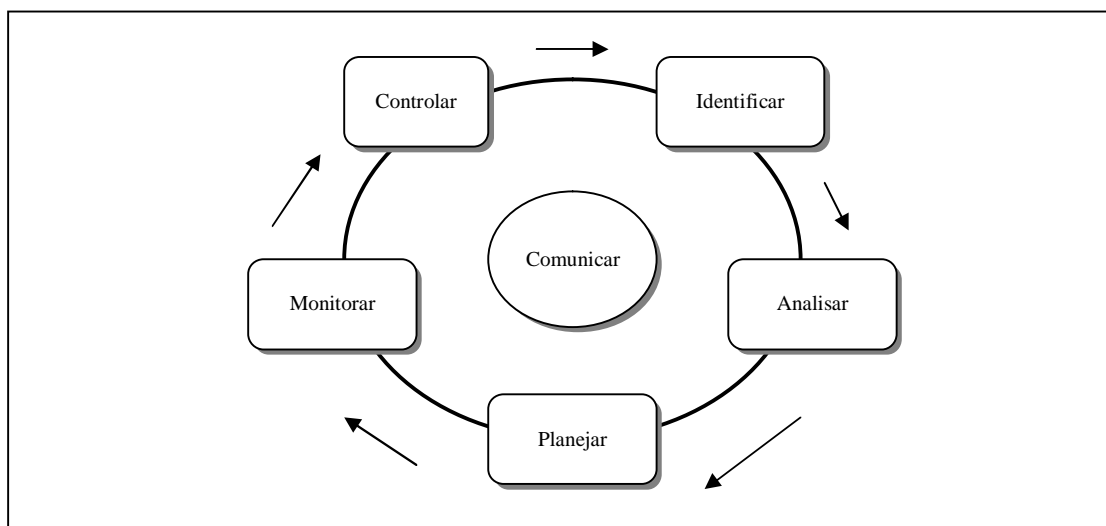 Controlar
Identificar
Comunicar
Monitorar
Analisar
Planejar